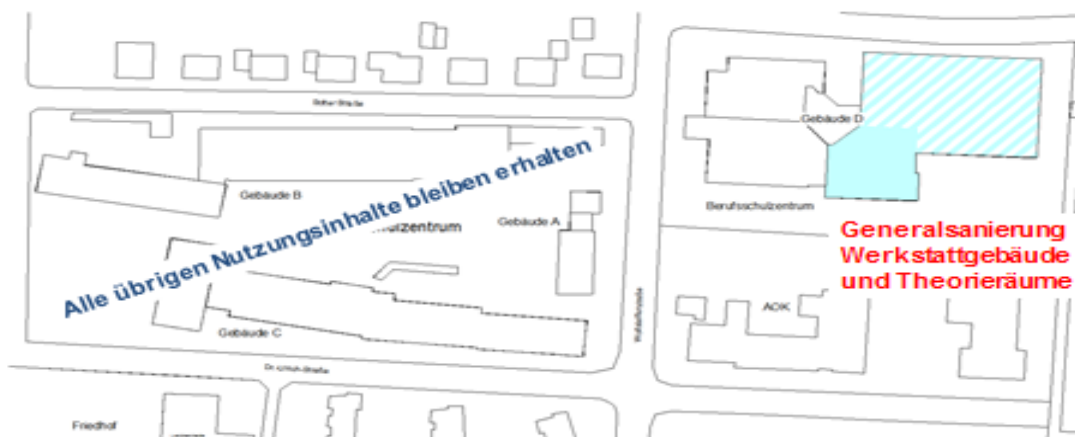 Gebäude D
Gebäude B
Alle übrigen Nutzungsinhalte bleiben erhalten
Gebäude A
Berufsschulzentrum
Generalsanierung
Werkstattgebäude
und Theorieräume
AOK
Gebäude C
Friedhof